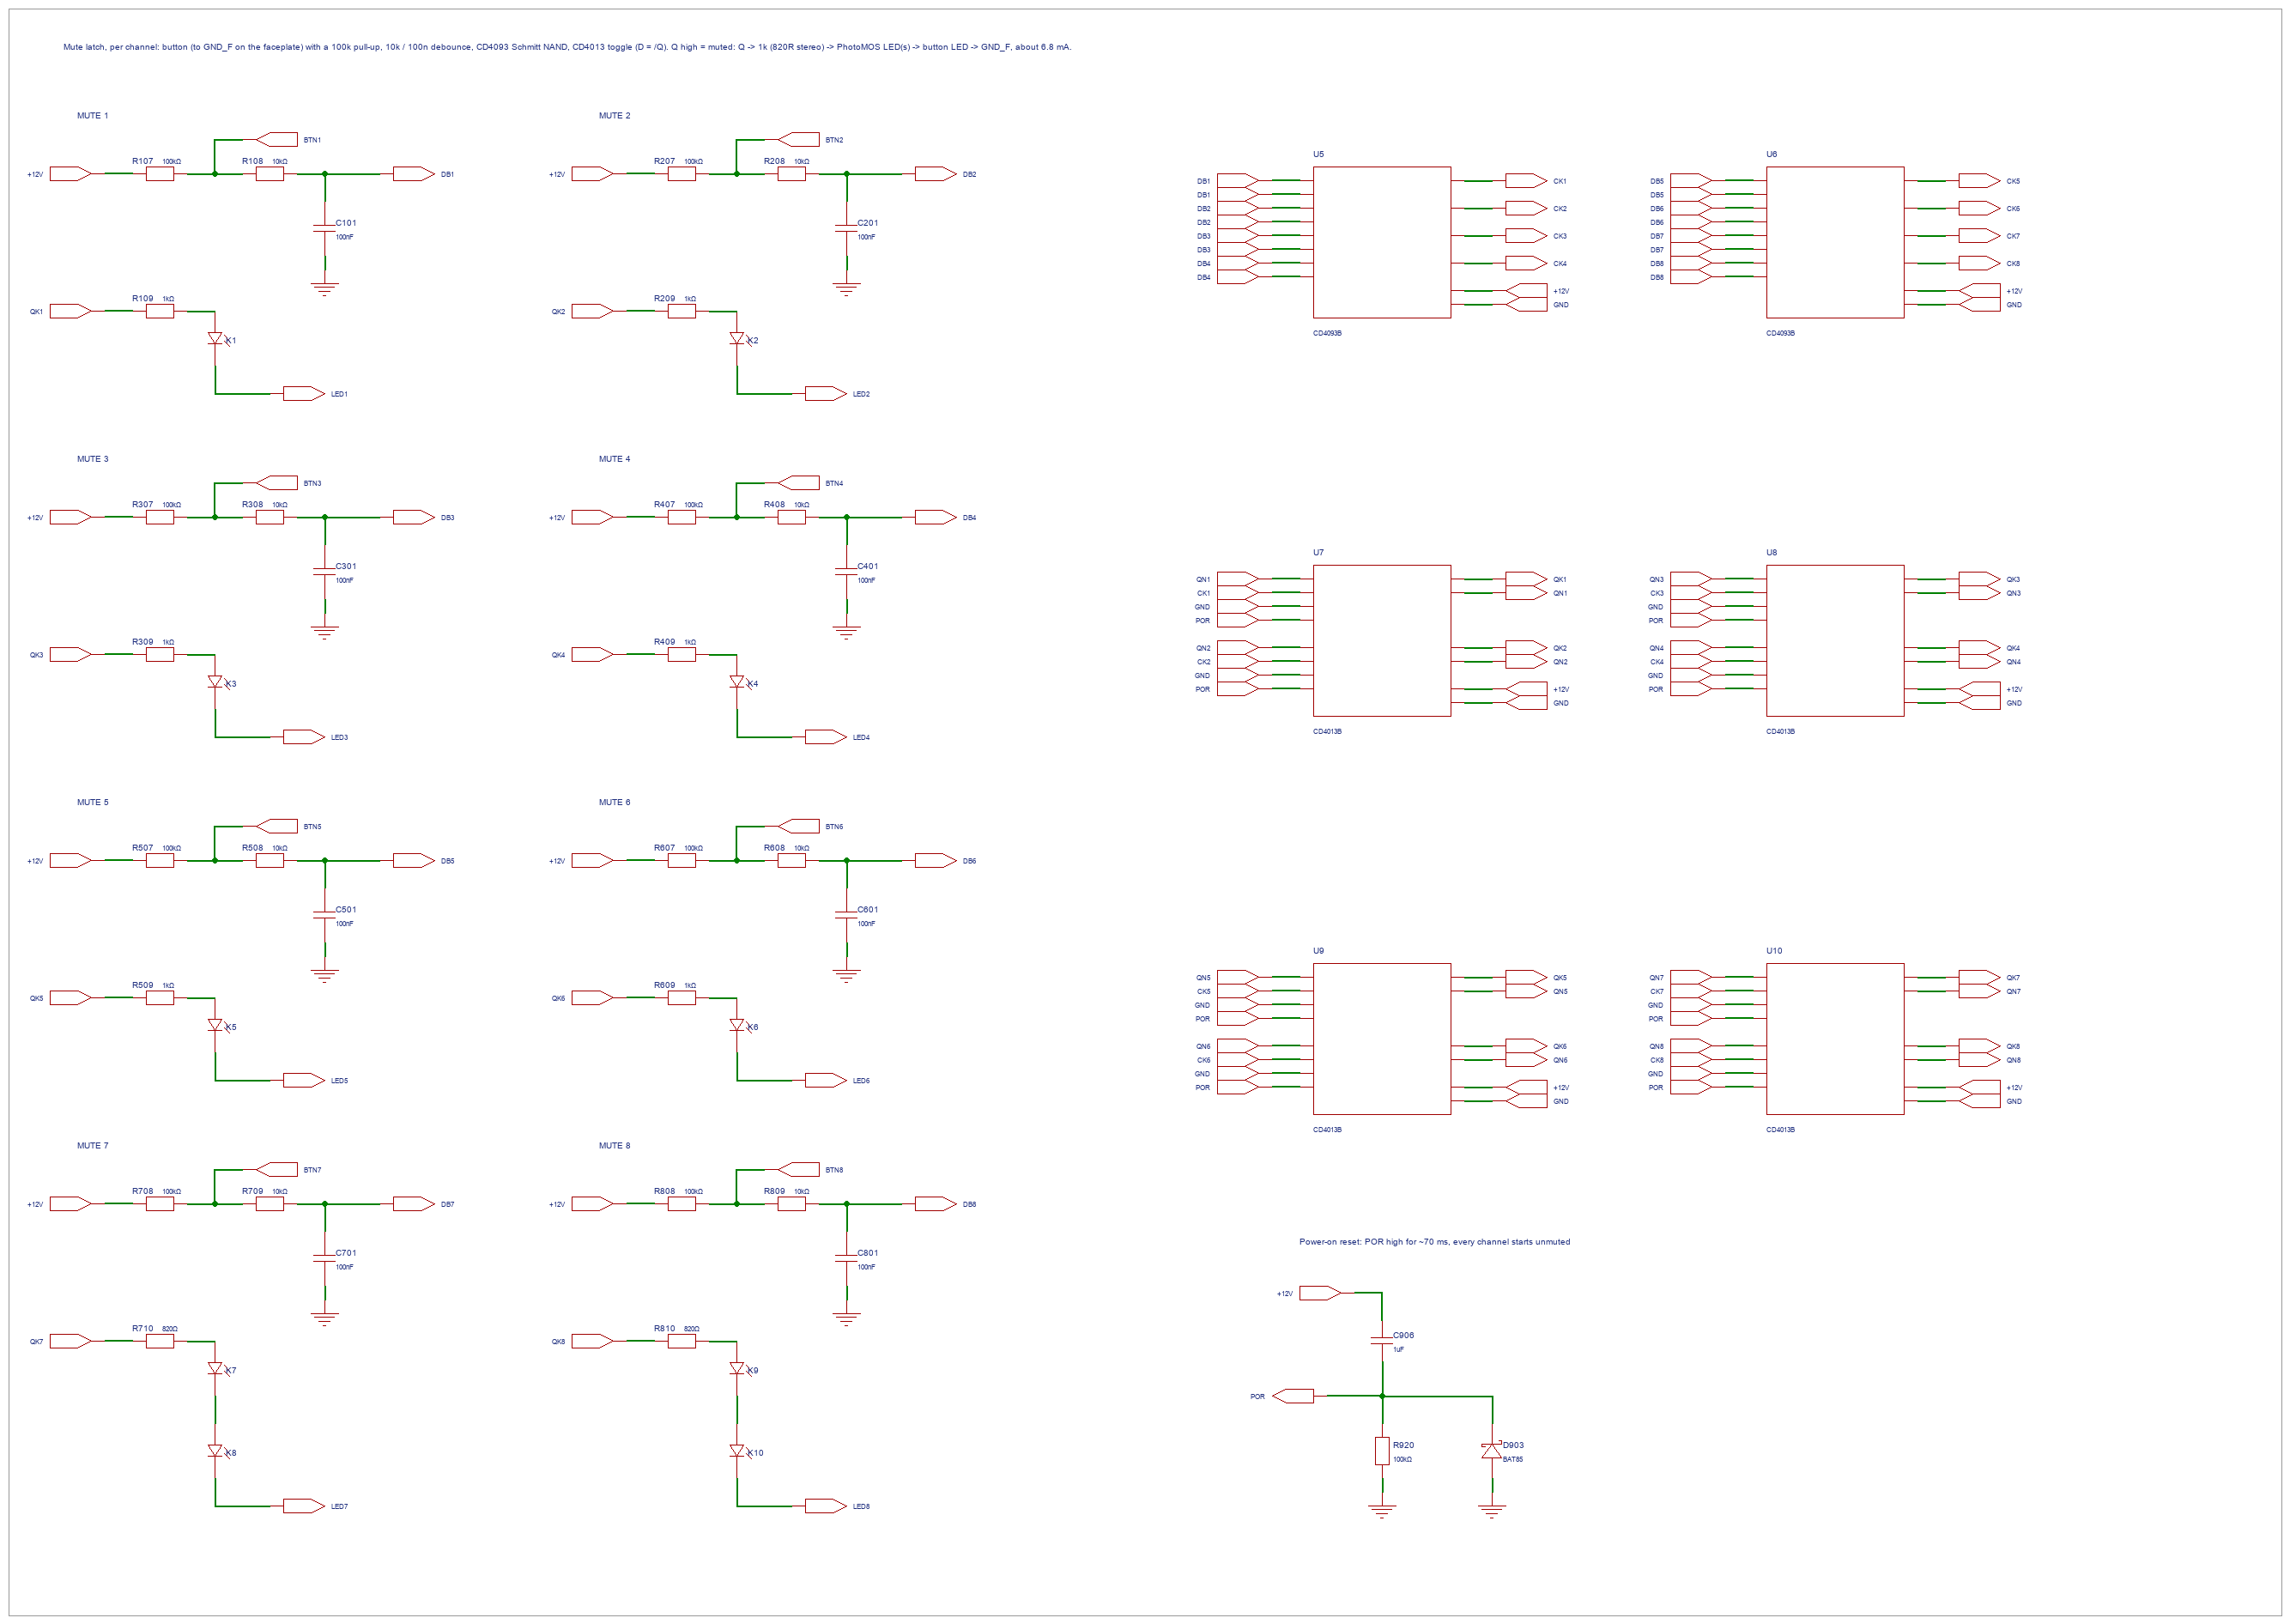 Mute latch, per channel: button (to GND_F on the faceplate) with a 100k pull-up, 10k / 100n debounce, CD4093 Schmitt NAND, CD4013 toggle (D = /Q). Q high = muted: Q -> 1k (820R stereo) -> PhotoMOS LED(s) -> button LED -> GND_F, about 6.8 mA.
MUTE 1
BTN1
R107 100kΩ
R108 10kΩ
+12V
DB1
C101
100nF
R109 1kΩ
QK1
K1
LED1
MUTE 2
BTN2
R207 100kΩ
R208 10kΩ
+12V
DB2
C201
100nF
R209 1kΩ
QK2
K2
LED2
MUTE 3
BTN3
R307 100kΩ
R308 10kΩ
+12V
DB3
C301
100nF
R309 1kΩ
QK3
K3
LED3
MUTE 4
BTN4
R407 100kΩ
R408 10kΩ
+12V
DB4
C401
100nF
R409 1kΩ
QK4
K4
LED4
MUTE 5
BTN5
R507 100kΩ
R508 10kΩ
+12V
DB5
C501
100nF
R509 1kΩ
QK5
K5
LED5
MUTE 6
BTN6
R607 100kΩ
R608 10kΩ
+12V
DB6
C601
100nF
R609 1kΩ
QK6
K6
LED6
MUTE 7
BTN7
R708 100kΩ
R709 10kΩ
+12V
DB7
C701
100nF
R710 820Ω
QK7
K7
K8
LED7
MUTE 8
BTN8
R808 100kΩ
R809 10kΩ
+12V
DB8
C801
100nF
R810 820Ω
QK8
K9
K10
LED8
U5
DB1 CK1
DB1
DB2 CK2
DB2
DB3 CK3
DB3
DB4 CK4
DB4
+12V
GND
CD4093B
U6
DB5 CK5
DB5
DB6 CK6
DB6
DB7 CK7
DB7
DB8 CK8
DB8
+12V
GND
CD4093B
U7
QN1 QK1
CK1 QN1
GND
POR
QN2 QK2
CK2 QN2
GND
POR +12V
GND
CD4013B
U8
QN3 QK3
CK3 QN3
GND
POR
QN4 QK4
CK4 QN4
GND
POR +12V
GND
CD4013B
U9
QN5 QK5
CK5 QN5
GND
POR
QN6 QK6
CK6 QN6
GND
POR +12V
GND
CD4013B
U10
QN7 QK7
CK7 QN7
GND
POR
QN8 QK8
CK8 QN8
GND
POR +12V
GND
CD4013B
Power-on reset: POR high for ~70 ms, every channel starts unmuted
+12V
C906
1uF
POR
R920
100kΩ
D903
BAT85